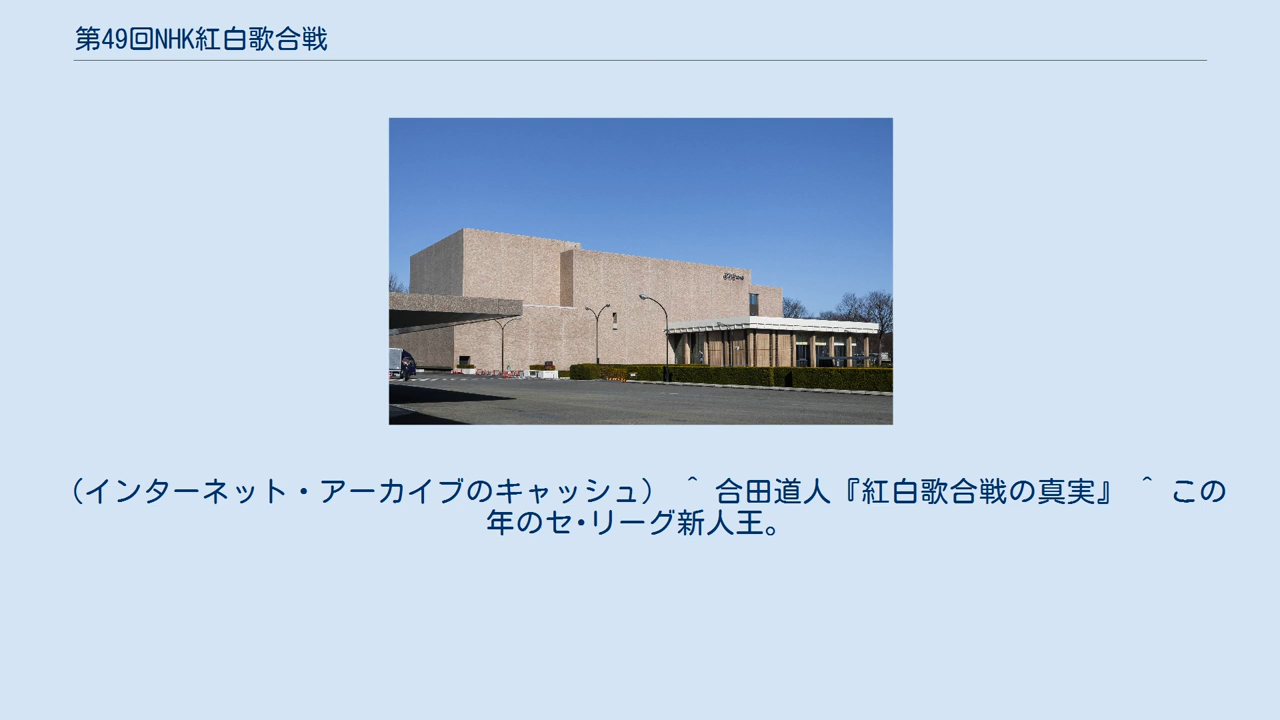 第49回NHK紅白歌合戦
（インターネット・アーカイブのキャッシュ） ^ 合田道人『紅白歌合戦の真実』 ^ この
年のセ・リーグ新人王。